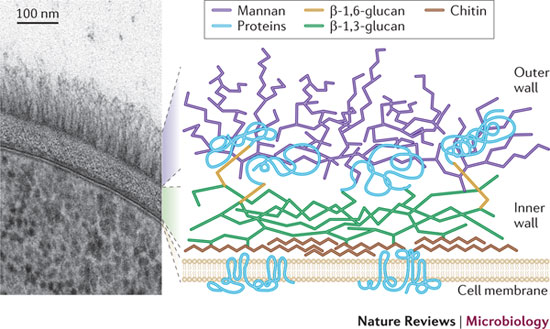 100 nm
Mannan
β-1,6-glucan
Chitin
Proteins
β-1,3-glucan
Outer
wall
Inner
wall
Cell membrane
Nature Reviews | Microbiology